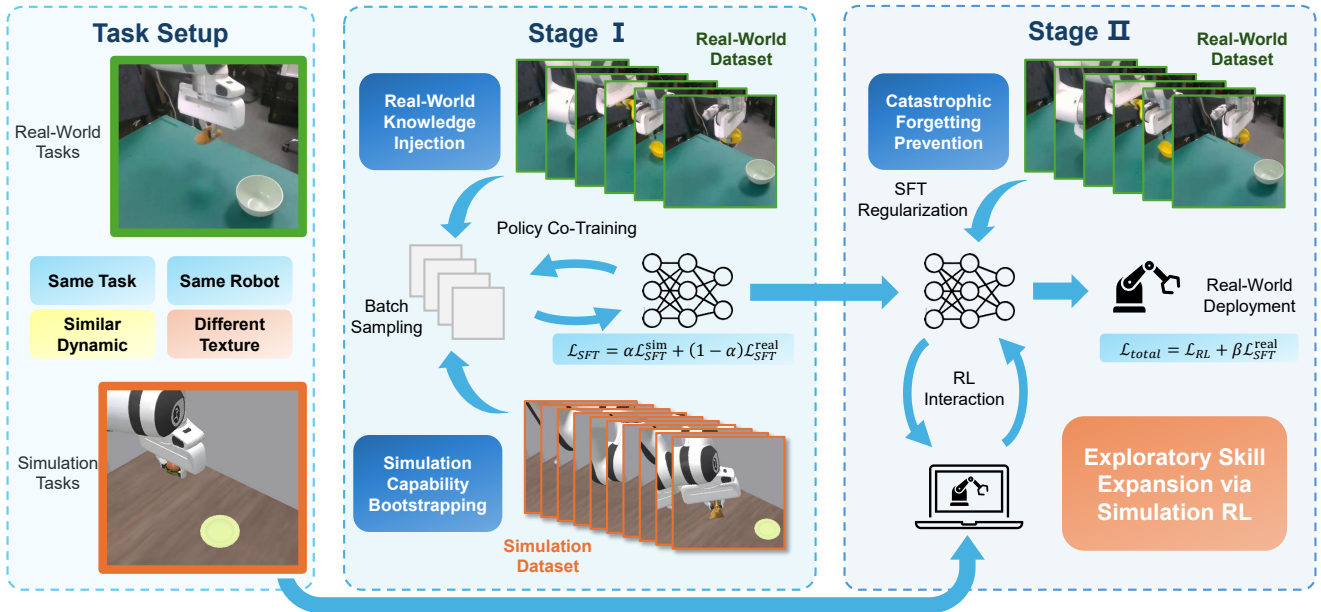 Task Setup
Real-World
Tasks
Same Task
Same Robot
Similar
Dynamic
Different
Texture
Simulation
Tasks
Stage I
Real-World
Dataset
Real-World
Knowledge
Injection
Policy Co-Training
Batch
Sampling
ℒ_SFT = αℒ_SFT^sim + (1 − α)ℒ_SFT^real
Simulation
Capability
Bootstrapping
Simulation
Dataset
Stage II
Real-World
Dataset
Catastrophic
Forgetting
Prevention
SFT
Regularization
Real-World
Deployment
ℒ_total = ℒ_RL + βℒ_SFT^real
RL
Interaction
Exploratory Skill
Expansion via
Simulation RL